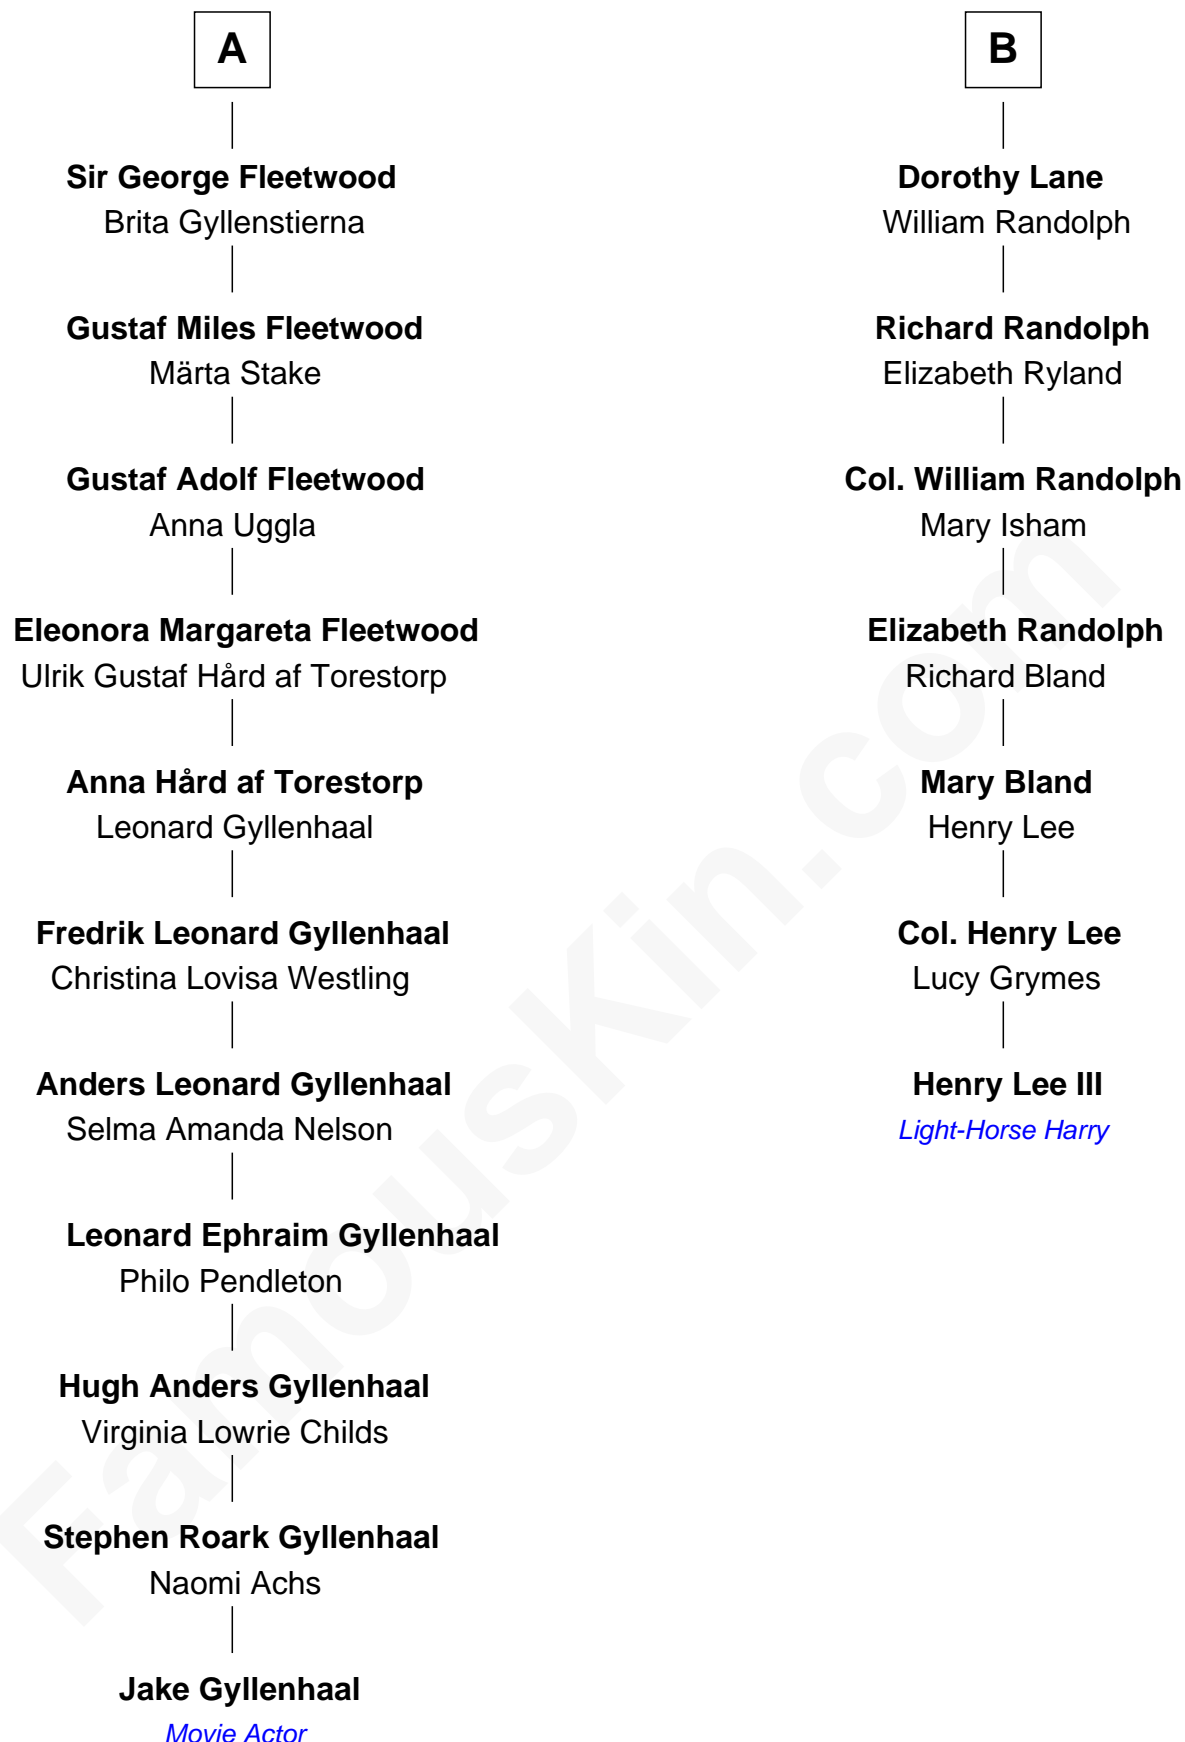 A
Sir George Fleetwood
Brita Gyllenstierna
Gustaf Miles Fleetwood
Märta Stake
Gustaf Adolf Fleetwood
Anna Uggla
Eleonora Margareta Fleetwood
Ulrik Gustaf Hård af Torestorp
Anna Hård af Torestorp
Leonard Gyllenhaal
Fredrik Leonard Gyllenhaal
Christina Lovisa Westling
Anders Leonard Gyllenhaal
Selma Amanda Nelson
Leonard Ephraim Gyllenhaal
Philo Pendleton
Hugh Anders Gyllenhaal
Virginia Lowrie Childs
Stephen Roark Gyllenhaal
Naomi Achs
Jake Gyllenhaal
Movie Actor
B
Dorothy Lane
William Randolph
Richard Randolph
Elizabeth Ryland
Col. William Randolph
Mary Isham
Elizabeth Randolph
Richard Bland
Mary Bland
Henry Lee
Col. Henry Lee
Lucy Grymes
Henry Lee III
Light-Horse Harry
FamousKin.com